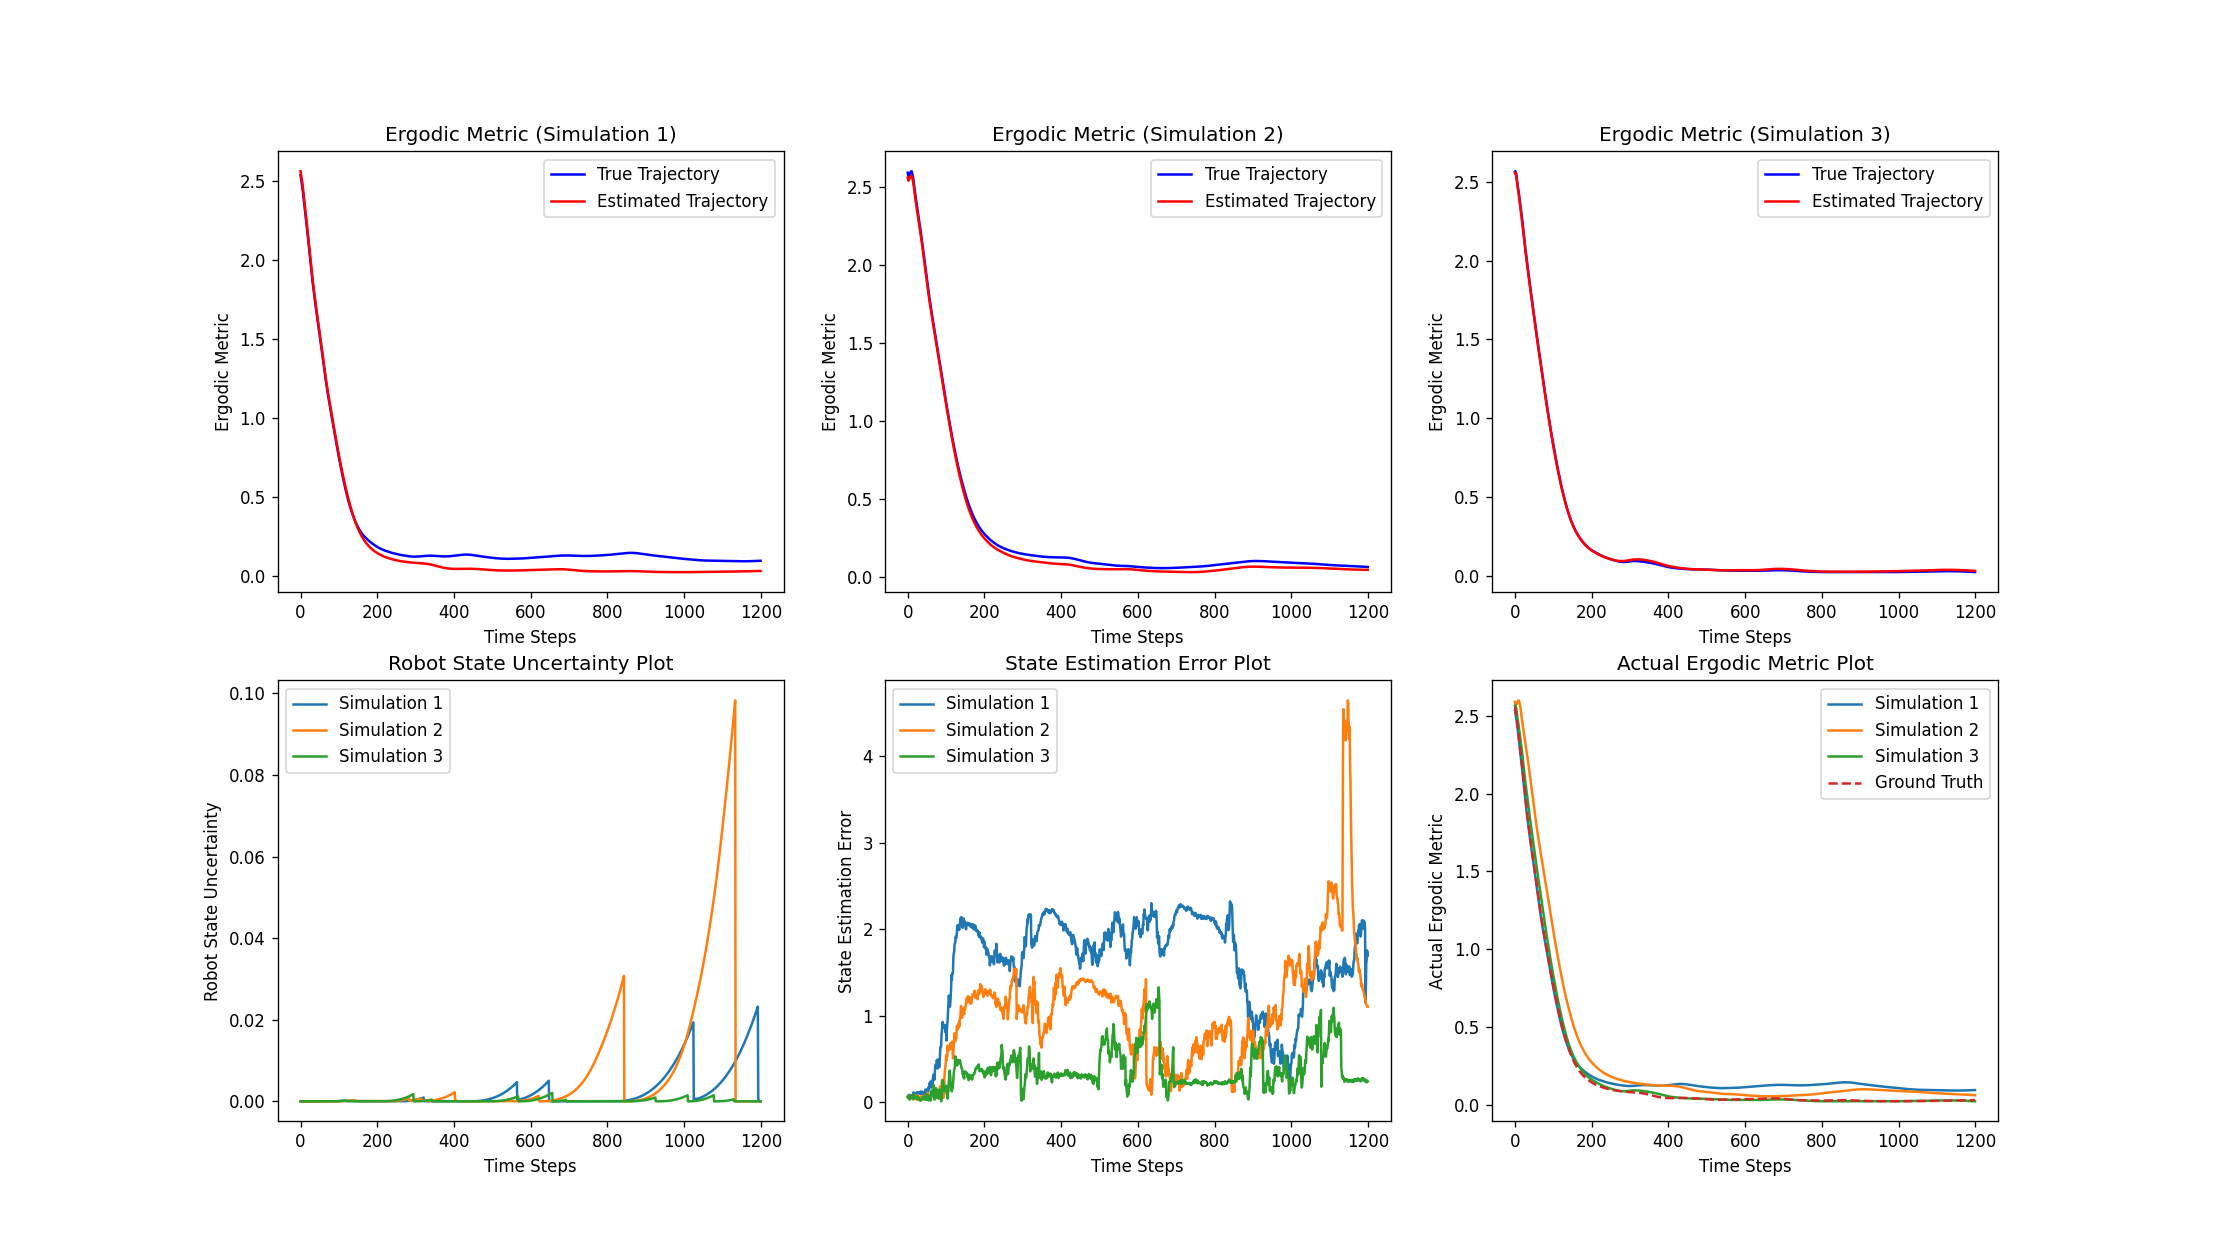 Ergodic Metric (Simulation 1)
Ergodic Metric
2.5
2.0
1.5
1.0
0.5
0.0
True Trajectory
Estimated Trajectory
0 200 400 600 800 1000 1200
Time Steps
Ergodic Metric (Simulation 2)
Ergodic Metric
2.5
2.0
1.5
1.0
0.5
0.0
True Trajectory
Estimated Trajectory
0 200 400 600 800 1000 1200
Time Steps
Ergodic Metric (Simulation 3)
Ergodic Metric
2.5
2.0
1.5
1.0
0.5
0.0
True Trajectory
Estimated Trajectory
0 200 400 600 800 1000 1200
Time Steps
Robot State Uncertainty Plot
Robot State Uncertainty
0.10
0.08
0.06
0.04
0.02
0.00
Simulation 1
Simulation 2
Simulation 3
0 200 400 600 800 1000 1200
Time Steps
State Estimation Error Plot
State Estimation Error
4
3
2
1
0
Simulation 1
Simulation 2
Simulation 3
0 200 400 600 800 1000 1200
Time Steps
Actual Ergodic Metric Plot
Actual Ergodic Metric
2.5
2.0
1.5
1.0
0.5
0.0
Simulation 1
Simulation 2
Simulation 3
Ground Truth
0 200 400 600 800 1000 1200
Time Steps